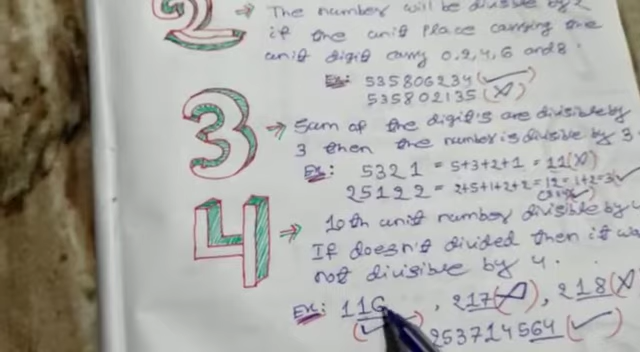 2 ⇒ The number will be divisible by 2
if the unit place carrying the
unit digit carry 0,2,4,6 and 8.
Ex: 535806234 (✓)
535802135 (X)
3 ⇒ Sum of the digit's are divisible by
3 then the number is divisible by 3
Ex: 5321 = 5+3+2+1 = 11 (X)
25122 = 2+5+1+2+2 = 12 = 1+2=3 ✓
4 ⇒ 10th unit number divisible by 4
If doesn't divided then it
not divisible by 4.
Ex: 116 (✓), 217 (X), 218 (X)
253714564 (✓)